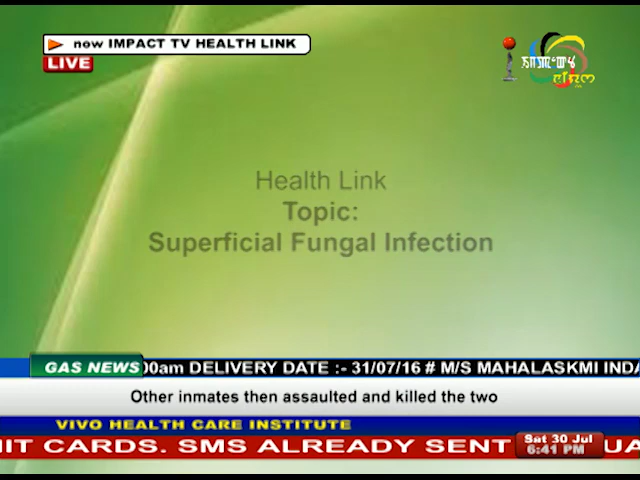 now IMPACT TV HEALTH LINK
LIVE
Health Link
Topic:
Superficial Fungal Infection
GAS NEWS
00am DELIVERY DATE :- 31/07/16 # M/S MAHALASKMI INDA
Other inmates then assaulted and killed the two
VIVO HEALTH CARE INSTITUTE
IT CARDS. SMS ALREADY SENT
UA
Sat 30 Jul
6:41 PM